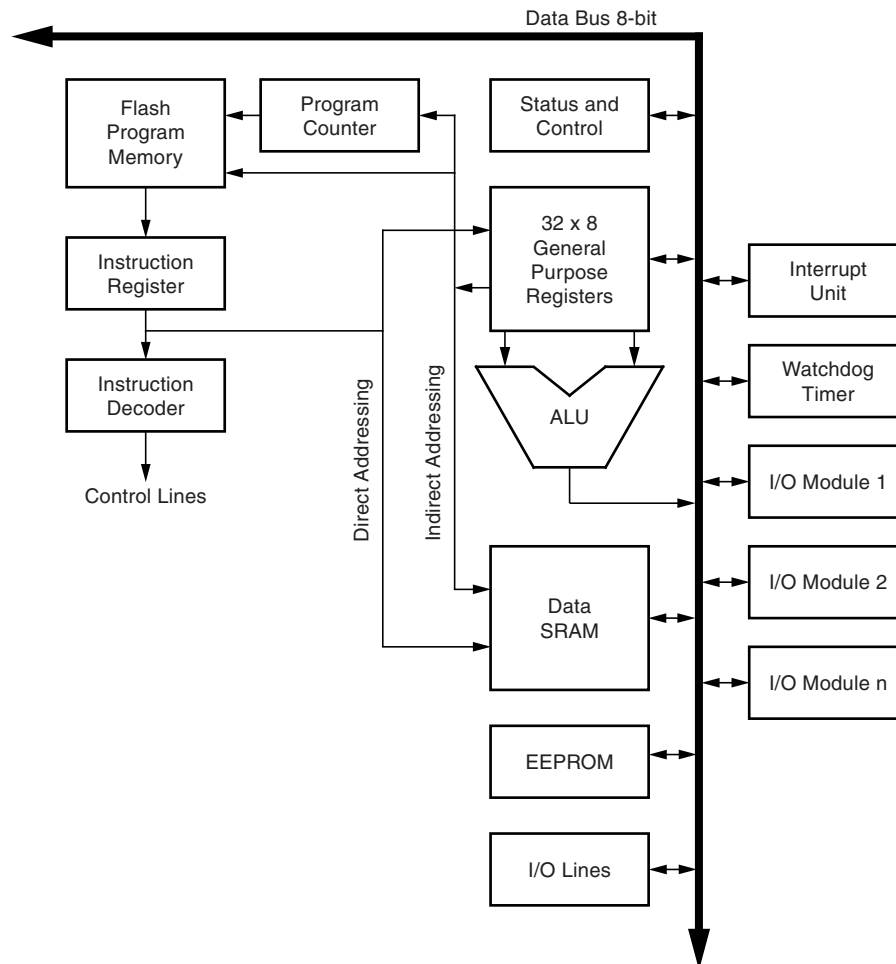 Data Bus 8-bit
Flash
Program
Memory
Program
Counter
Status and
Control
32 x 8
General
Purpose
Registers
Instruction
Register
Interrupt
Unit
Instruction
Decoder
Direct Addressing
Indirect Addressing
ALU
Watchdog
Timer
Control Lines
I/O Module 1
Data
SRAM
I/O Module 2
I/O Module n
EEPROM
I/O Lines